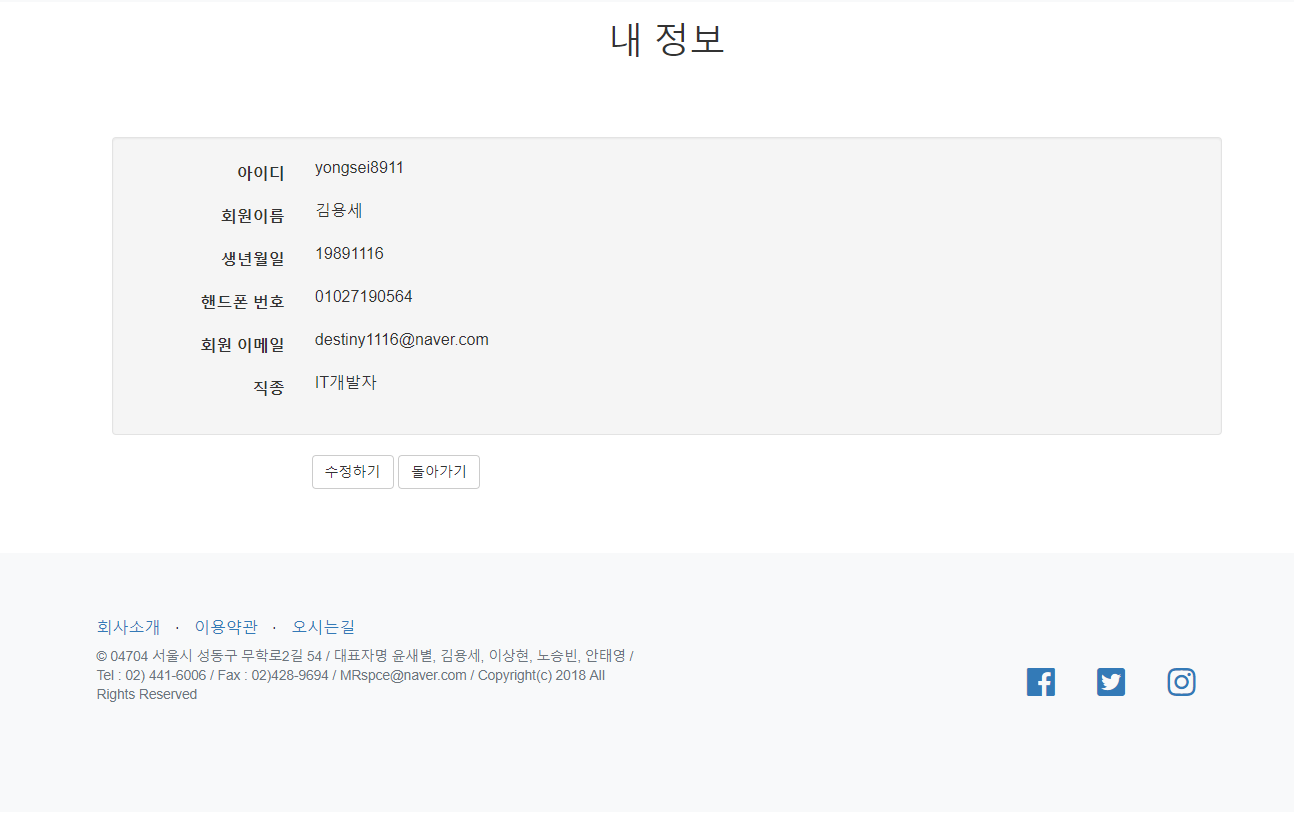 내 정보
아이디 yongsei8911
회원이름 김용세
생년월일 19891116
핸드폰 번호 01027190564
회원 이메일 destiny1116@naver.com
직종 IT개발자
수정하기 돌아가기
회사소개 · 이용약관 · 오시는길
© 04704 서울시 성동구 무학로2길 54 / 대표자명 윤새별, 김용세, 이상현, 노승빈, 안태영 /
Tel : 02) 441-6006 / Fax : 02)428-9694 / MRspce@naver.com / Copyright(c) 2018 All
Rights Reserved